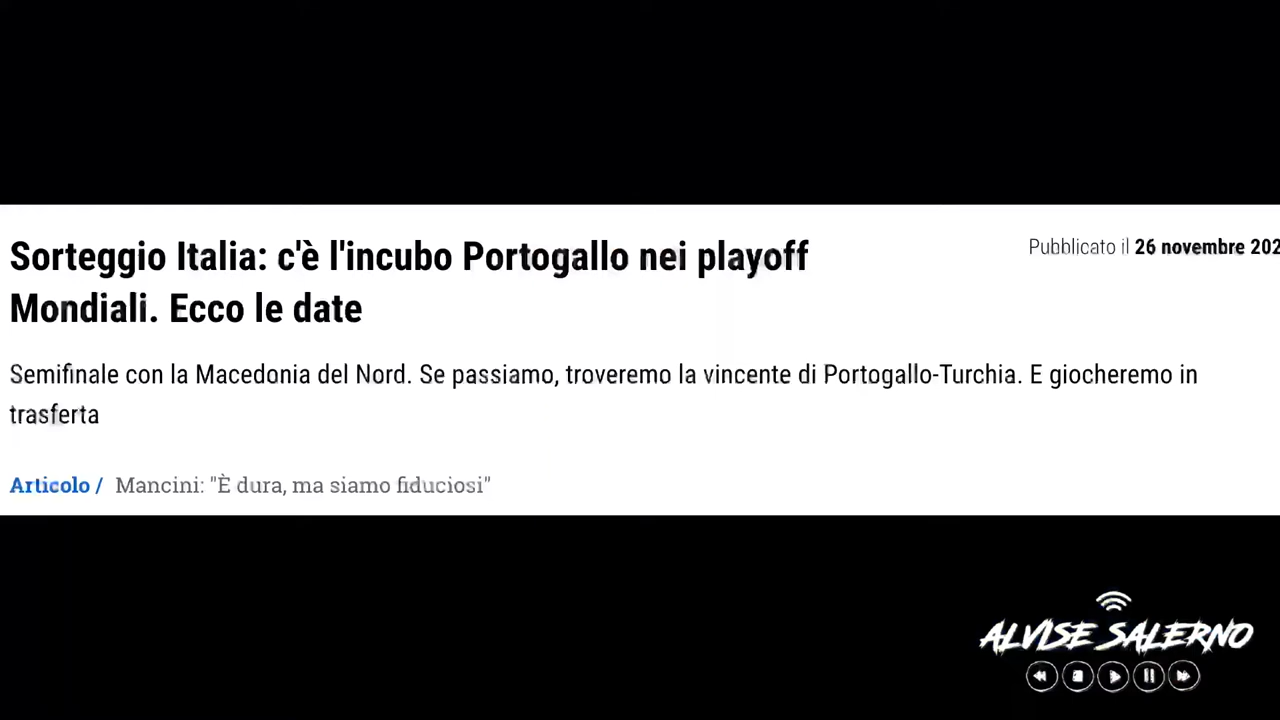 Sorteggio Italia: c'è l'incubo Portogallo nei playoff
Mondiali. Ecco le date
Pubblicato il 26 novembre 202
Semifinale con la Macedonia del Nord. Se passiamo, troveremo la vincente di Portogallo-Turchia. E giocheremo in
trasferta
Articolo / Mancini: "È dura, ma siamo fiduciosi"
ALVISE SALERNO